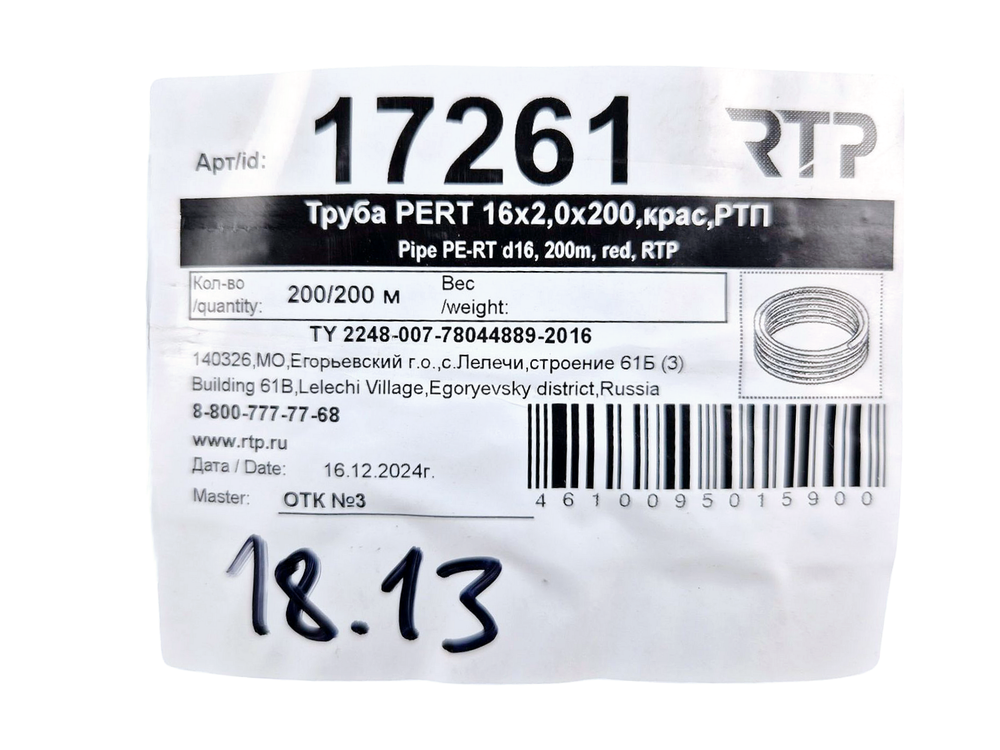 Арт/id: 17261 RTP
Труба PERT 16x2,0x200,крас,РТП
Pipe PE-RT d16, 200m, red, RTP
Кол-во /quantity: 200/200 м Вес /weight:
ТУ 2248-007-78044889-2016
140326,МО,Егорьевский г.о.,с.Лелечи,строение 61Б (3)
Building 61B,Lelechi Village,Egoryevsky district,Russia
8-800-777-77-68
www.rtp.ru
Дата / Date: 16.12.2024г.
Master: ОТК №3
4610095015900
18.13